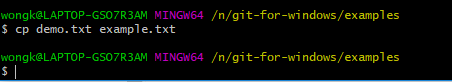 wongk@LAPTOP-GSO7R3AM MINGW64 /n/git-for-windows/examples
$ cp demo.txt example.txt
wongk@LAPTOP-GSO7R3AM MINGW64 /n/git-for-windows/examples
$